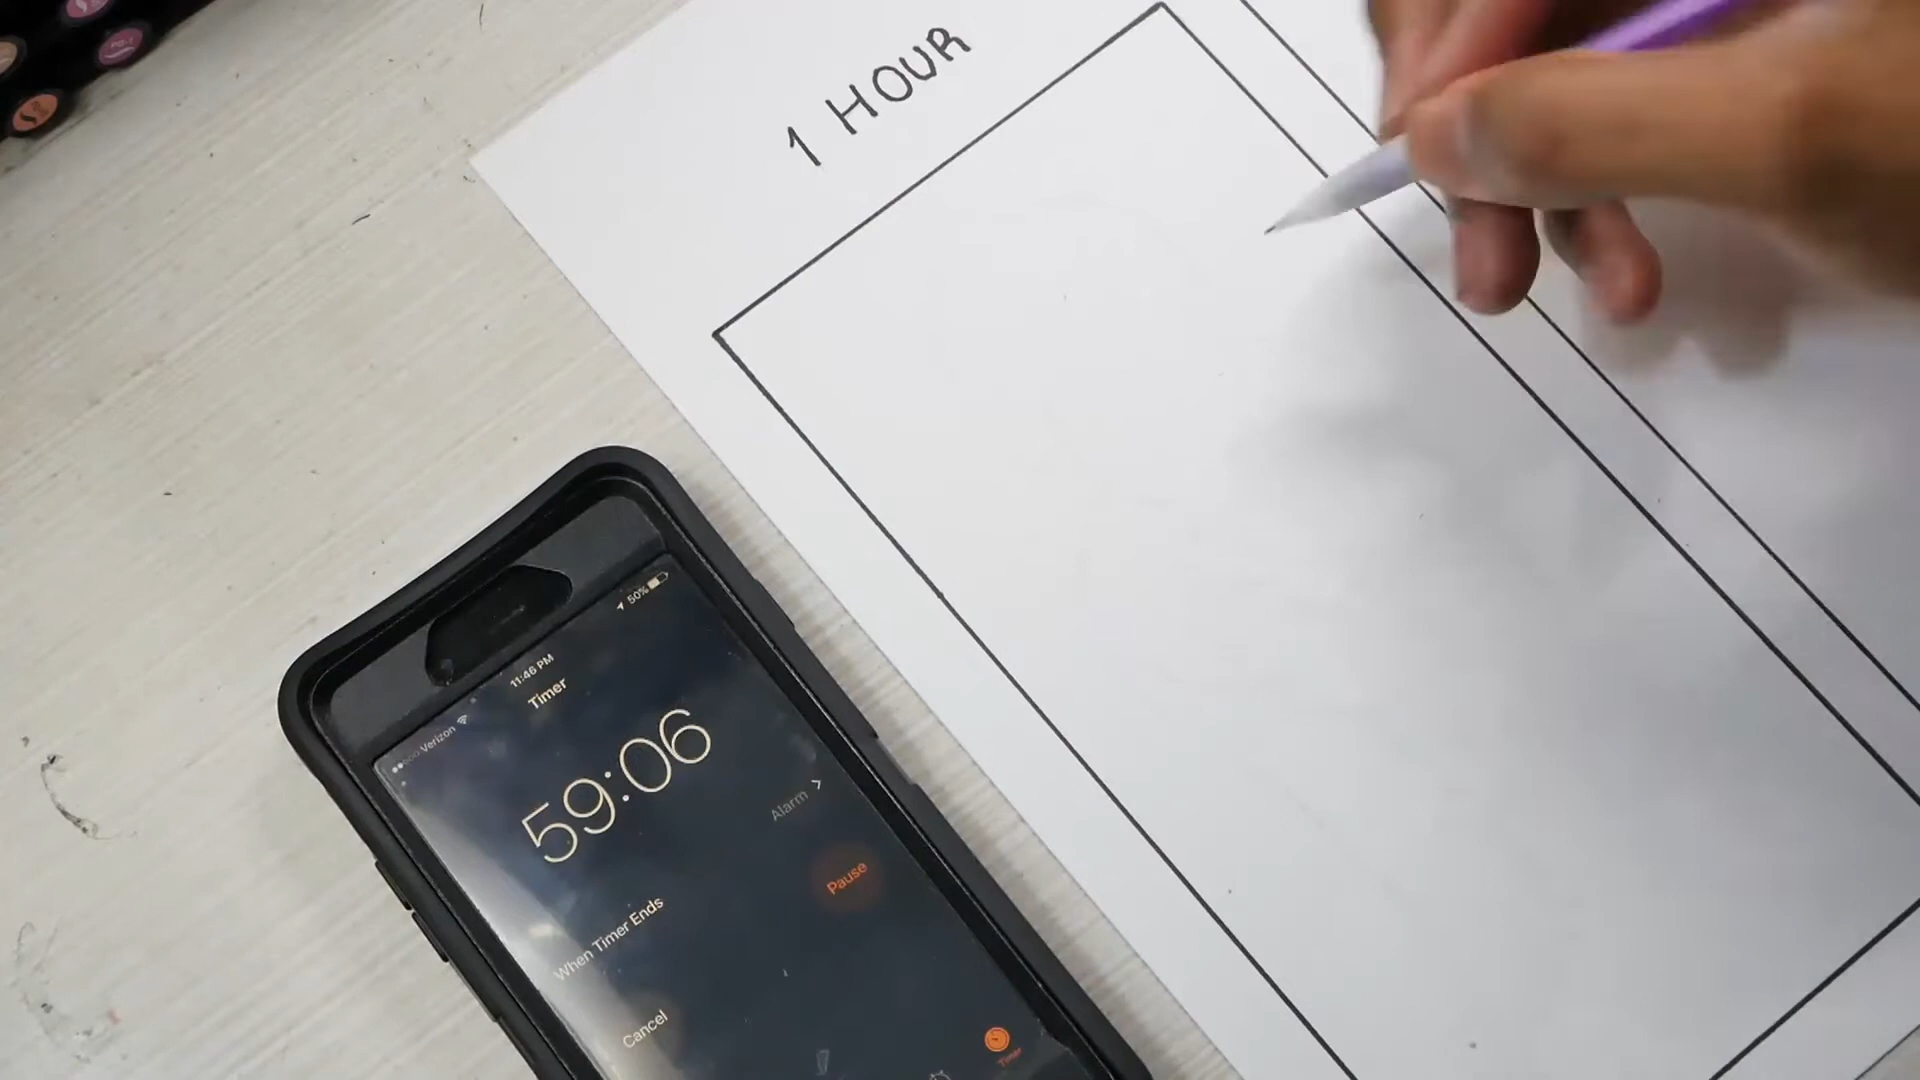 1 HOUR
50%
11:46 PM
Verizon
Timer
59:06
Alarm
When Timer Ends
Pause
Cancel
Timer